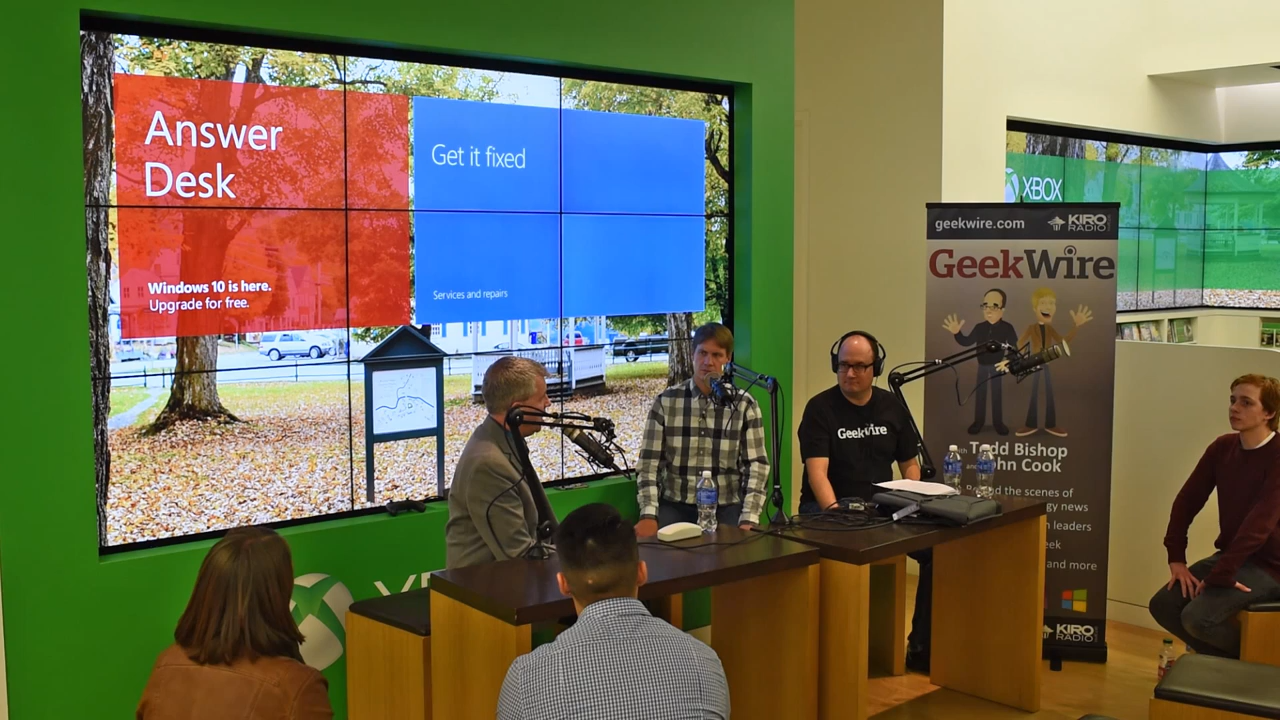 Answer
Desk
Windows 10 is here.
Upgrade for free.
Get it fixed
Services and repairs
XBOX
geekwire.com
KIRO
RADIO
GeekWire
GeekWire
Todd Bishop
and John Cook
the scenes of
gy news
leaders
eek
and more
KIRO
RADIO